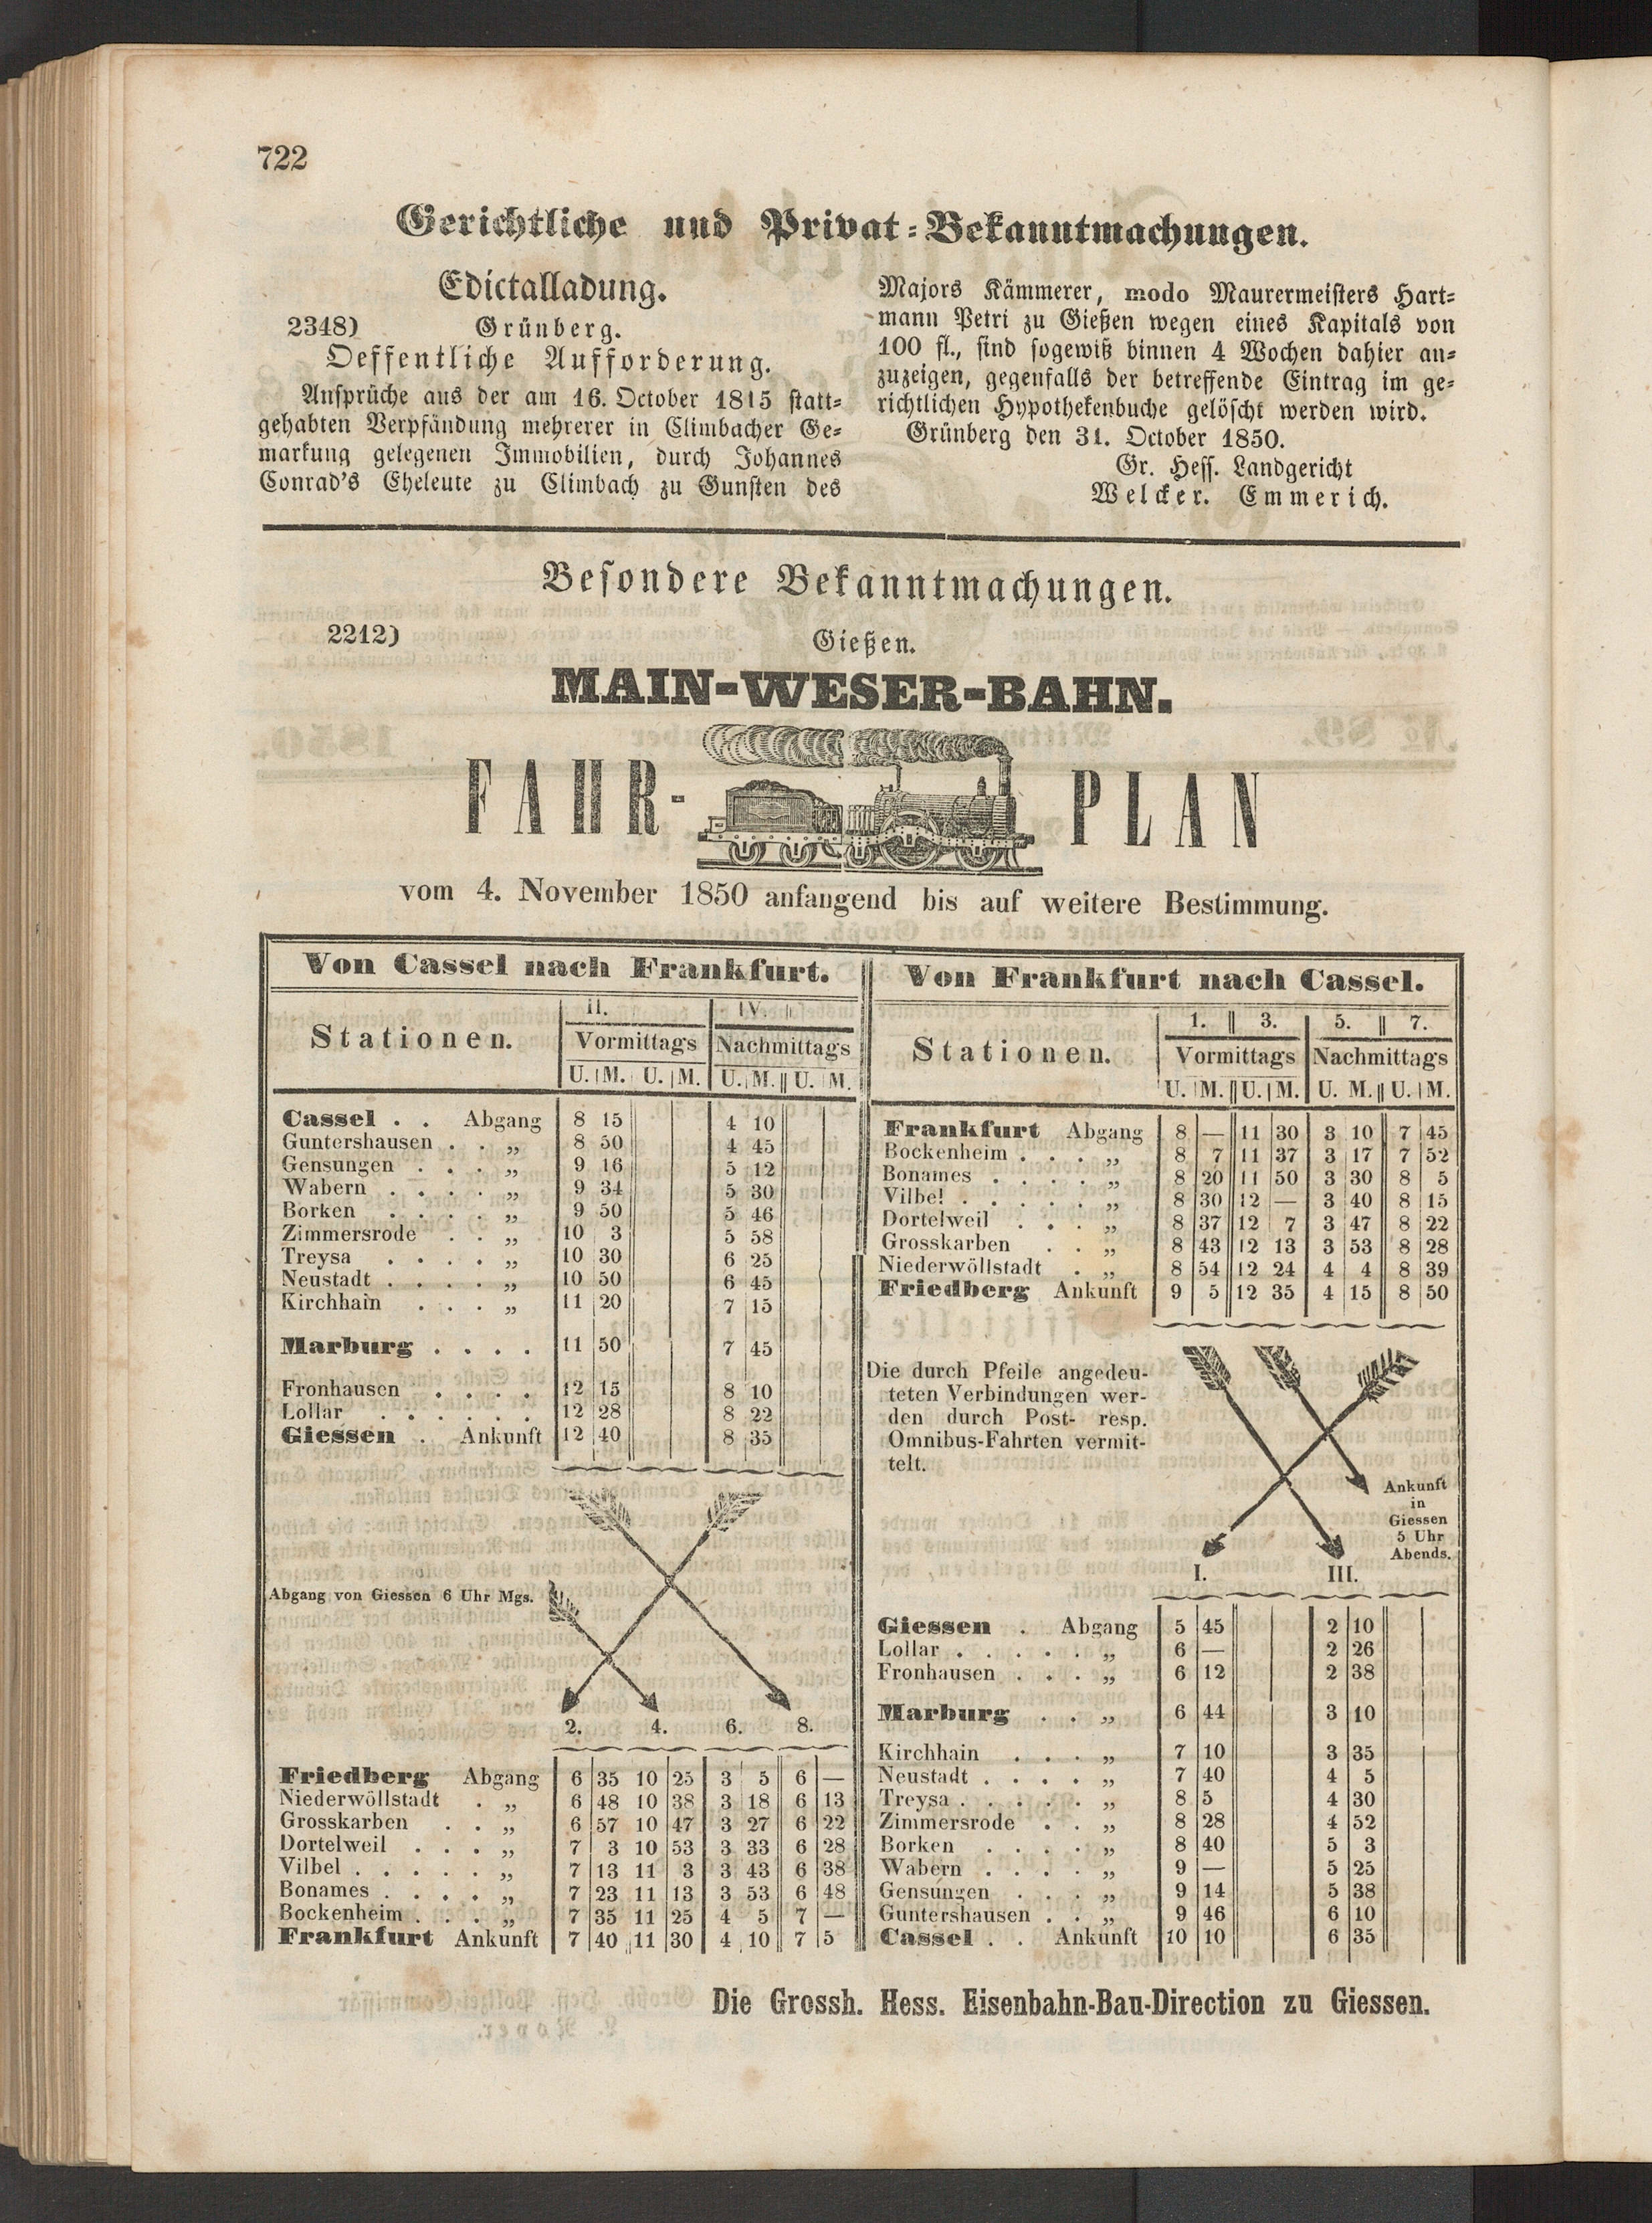 722
Gerichtliche und Privat=Bekanntmachungen.
Edictalladung.
2348) Grünberg.
Oeffentliche Aufforderung.
Ansprüche aus der am 16. October 1815 statt=
gehabten Verpfändung mehrerer in Climbacher Ge=
markung gelegenen Immobilien, durch Johannes
Conrad's Eheleute zu Climbach zu Gunsten des
Majors Kämmerer, modo Maurermeisters Hart=
mann Petri zu Gießen wegen eines Kapitals von
100 fl., sind sogewiß binnen 4 Wochen dahier an=
zuzeigen, gegenfalls der betreffende Eintrag im ge=
richtlichen Hypothekenbuche gelöscht werden wird.
Grünberg den 31. October 1850.
Gr. Hess. Landgericht
Welcker. Emmerich.
Besondere Bekanntmachungen.
2212) Gießen.
MAIN-WESER-BAHN.
FAHR-PLAN
vom 4. November 1850 anfangend bis auf weitere Bestimmung.
Von Cassel nach Frankfurt.
II. IV.
Stationen. Vormittags Nachmittags
U. M. U. M. U. M. U. M.
Cassel . . Abgang 8 15 4 10
Guntershausen . . „ 8 50 4 45
Gensungen . . . „ 9 16 5 12
Wabern . . . . „ 9 34 5 30
Borken . . . . „ 9 50 5 46
Zimmersrode . . „ 10 3 5 58
Treysa . . . . „ 10 30 6 25
Neustadt . . . . „ 10 50 6 45
Kirchhain . . . „ 11 20 7 15
Marburg . . . . 11 50 7 45
Fronhausen . . . . 12 15 8 10
Lollar . . . . . . 12 28 8 22
Giessen . Ankunft 12 40 8 35
Abgang von Giessen 6 Uhr Mgs.
2. 4. 6. 8.
Friedberg Abgang 6 35 10 25 3 5 6 —
Niederwöllstadt . „ 6 48 10 38 3 18 6 13
Grosskarben . . „ 6 57 10 47 3 27 6 22
Dortelweil . . . „ 7 3 10 53 3 33 6 28
Vilbel . . . . . „ 7 13 11 3 3 43 6 38
Bonames . . . . „ 7 23 11 13 3 53 6 48
Bockenheim . . . „ 7 35 11 25 4 5 7 —
Frankfurt Ankunft 7 40 11 30 4 10 7 5
Von Frankfurt nach Cassel.
1. 3. 5. 7.
Stationen. Vormittags Nachmittags
U. M. U. M. U. M. U. M.
Frankfurt Abgang 8 — 11 30 3 10 7 45
Bockenheim . . . „ 8 7 11 37 3 17 7 52
Bonames . . . . „ 8 20 11 50 3 30 8 5
Vilbel . . . . . „ 8 30 12 — 3 40 8 15
Dortelweil . . . „ 8 37 12 7 3 47 8 22
Grosskarben . . „ 8 43 12 13 3 53 8 28
Niederwöllstadt . „ 8 54 12 24 4 4 8 39
Friedberg Ankunft 9 5 12 35 4 15 8 50
Die durch Pfeile angedeu-
teten Verbindungen wer-
den durch Post- resp.
Omnibus-Fahrten vermit-
telt.
Ankunft
in
Giessen
5 Uhr
Abends.
I. III.
Giessen . Abgang 5 45 2 10
Lollar . . . . . „ 6 — 2 26
Fronhausen . . . „ 6 12 2 38
Marburg . . „ 6 44 3 10
Kirchhain . . . „ 7 10 3 35
Neustadt . . . . „ 7 40 4 5
Treysa . . . . . „ 8 5 4 30
Zimmersrode . . „ 8 28 4 52
Borken . . . . „ 8 40 5 3
Wabern . . . . „ 9 — 5 25
Gensungen . . . „ 9 14 5 38
Guntershausen . . „ 9 46 6 10
Cassel . . Ankunft 10 10 6 35
Die Grossh. Hess. Eisenbahn-Bau-Direction zu Giessen.